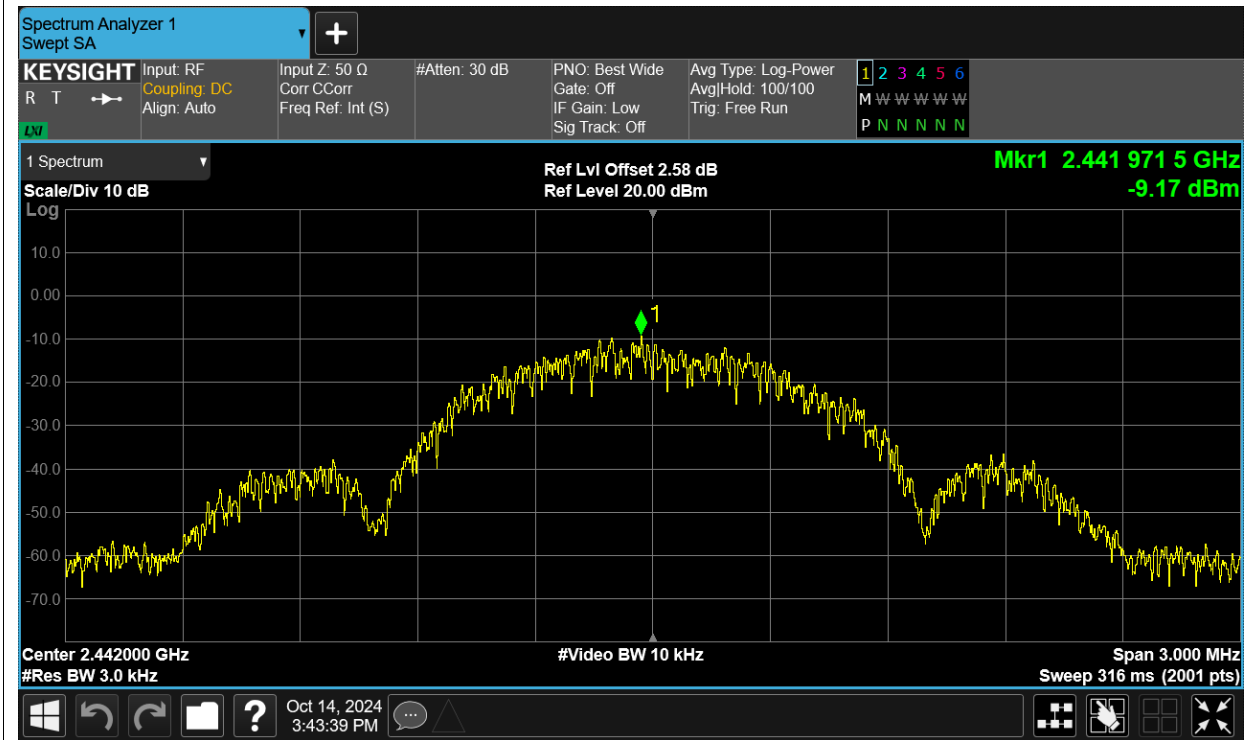 Spectrum Analyzer 1
Swept SA
KEYSIGHT
R T
LXI
Input: RF
Coupling: DC
Align: Auto
Input Z: 50 Ω
Corr CCorr
Freq Ref: Int (S)
#Atten: 30 dB
PNO: Best Wide
Gate: Off
IF Gain: Low
Sig Track: Off
Avg Type: Log-Power
Avg|Hold: 100/100
Trig: Free Run
1 2 3 4 5 6
M W W W W W
P N N N N N
1 Spectrum
Scale/Div 10 dB
Ref Lvl Offset 2.58 dB
Ref Level 20.00 dBm
Mkr1 2.441 971 5 GHz
-9.17 dBm
Log
10.0
0.00
1
-10.0
-20.0
-30.0
-40.0
-50.0
-60.0
-70.0
Center 2.442000 GHz
#Video BW 10 kHz
Span 3.000 MHz
#Res BW 3.0 kHz
Sweep 316 ms (2001 pts)
?
Oct 14, 2024
3:43:39 PM